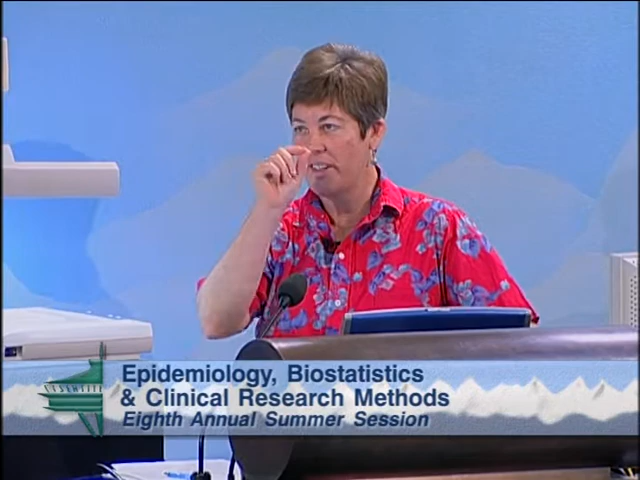 Epidemiology, Biostatistics
& Clinical Research Methods
Eighth Annual Summer Session